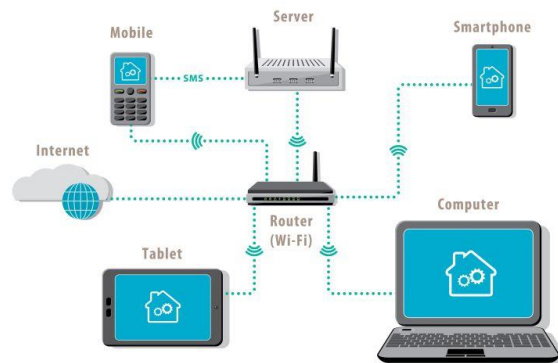 Server
Mobile
Smartphone
SMS
Internet
Router
(Wi-Fi)
Computer
Tablet